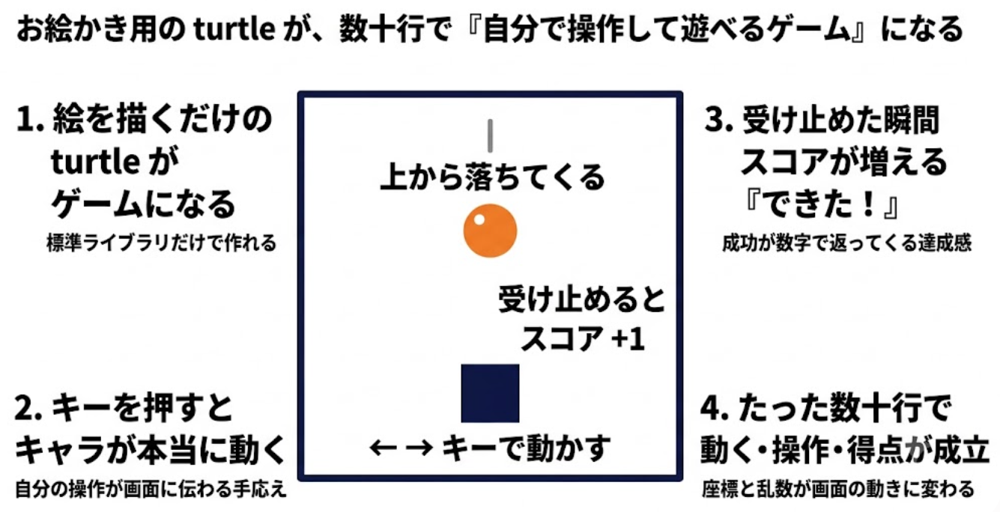 お絵かき用の turtle が、数十行で『自分で操作して遊べるゲーム』になる
1. 絵を描くだけの
turtle が
ゲームになる
標準ライブラリだけで作れる
2. キーを押すと
キャラが本当に動く
自分の操作が画面に伝わる手応え
上から落ちてくる
受け止めると
スコア +1
←→ キーで動かす
3. 受け止めた瞬間
スコアが増える
『できた！』
成功が数字で返ってくる達成感
4. たった数十行で
動く・操作・得点が成立
座標と乱数が画面の動きに変わる